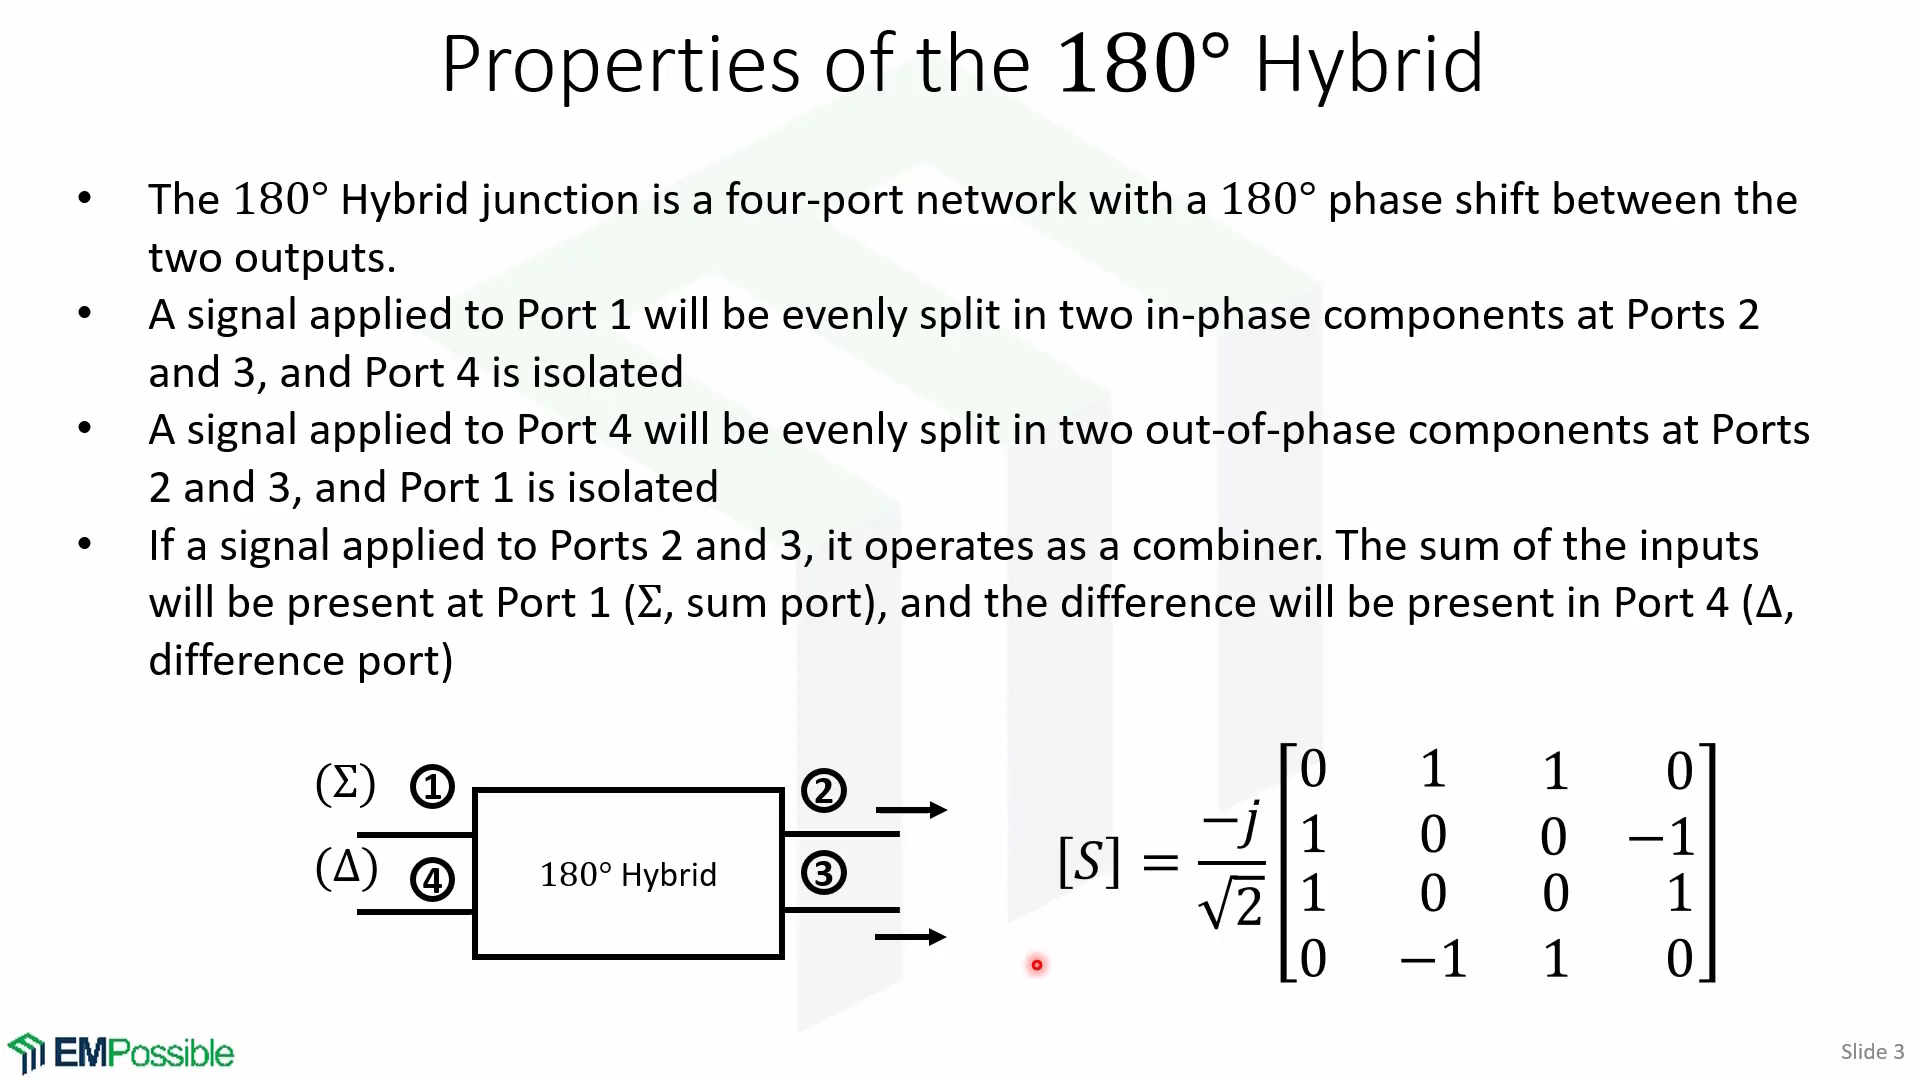 Properties of the 180° Hybrid
• The 180° Hybrid junction is a four-port network with a 180° phase shift between the
two outputs.
• A signal applied to Port 1 will be evenly split in two in-phase components at Ports 2
and 3, and Port 4 is isolated
• A signal applied to Port 4 will be evenly split in two out-of-phase components at Ports
2 and 3, and Port 1 is isolated
• If a signal applied to Ports 2 and 3, it operates as a combiner. The sum of the inputs
will be present at Port 1 (Σ, sum port), and the difference will be present in Port 4 (Δ,
difference port)
(Σ) ①
(Δ) ④
180° Hybrid
②
③
[S] = −j/√2
0 1 1 0
1 0 0 −1
1 0 0 1
0 −1 1 0
EMPossible
Slide 3